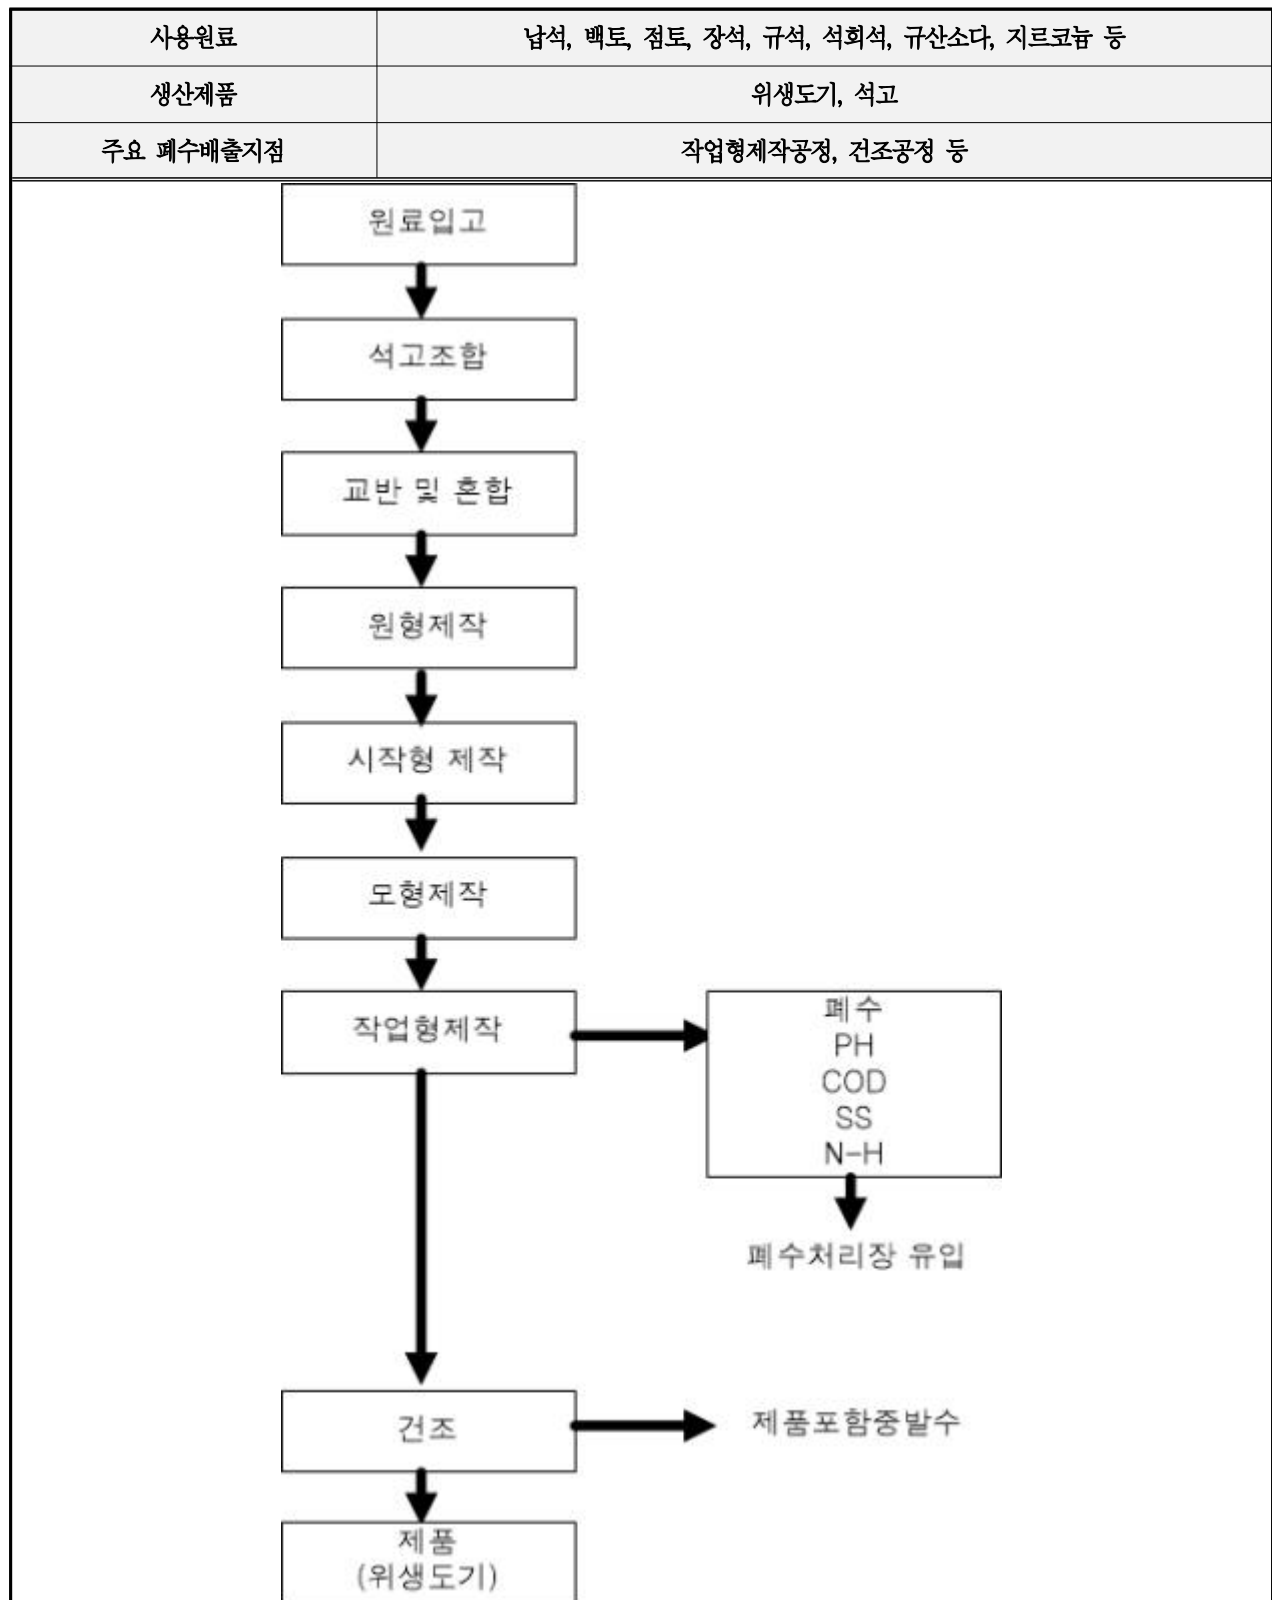 사용원료
납석, 백토, 점토, 장석, 규석, 석회석, 규산소다, 지르코늄 등
생산제품
위생도기, 석고
주요 폐수배출지점
작업형제작공정, 건조공정 등
원료입고
석고조합
교반 및 혼합
원형제작
시작형 제작
모형제작
작업형제작
폐수
PH
COD
SS
N-H
폐수처리장 유입
건조
제품포함중발수
제품
(위생도기)